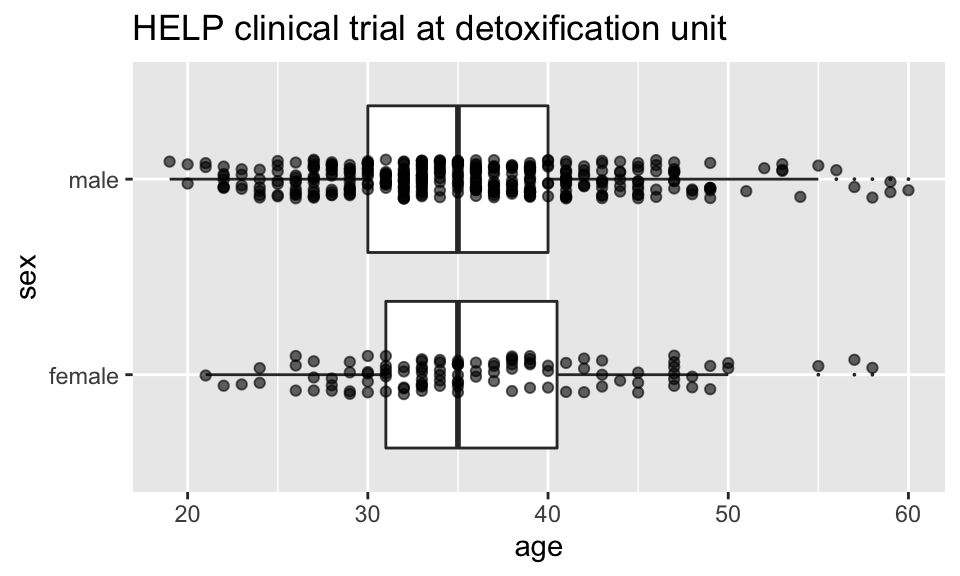 HELP clinical trial at detoxification unit
male
female
sex
20 30 40 50 60
age